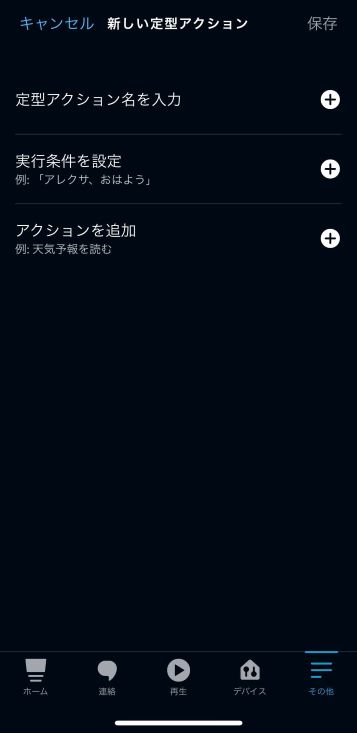 キャンセル 新しい定型アクション 保存
定型アクション名を入力
実行条件を設定
例: 「アレクサ、おはよう」
アクションを追加
例: 天気予報を読む
ホーム 連絡 再生 デバイス その他